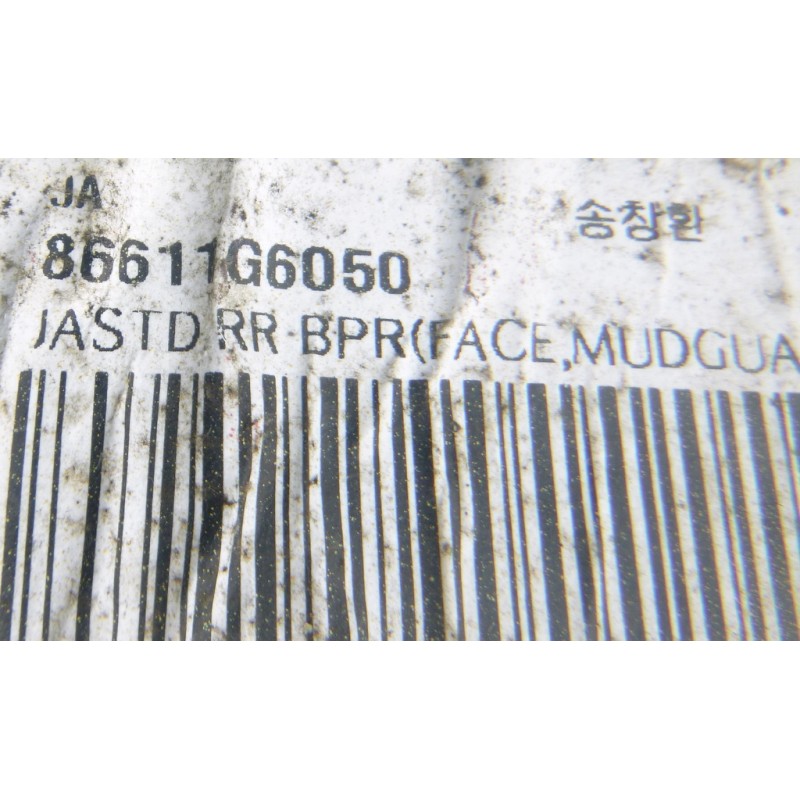 JA
송창환
86611G6050
JASTD RR BPR(FACE,MUDGUA